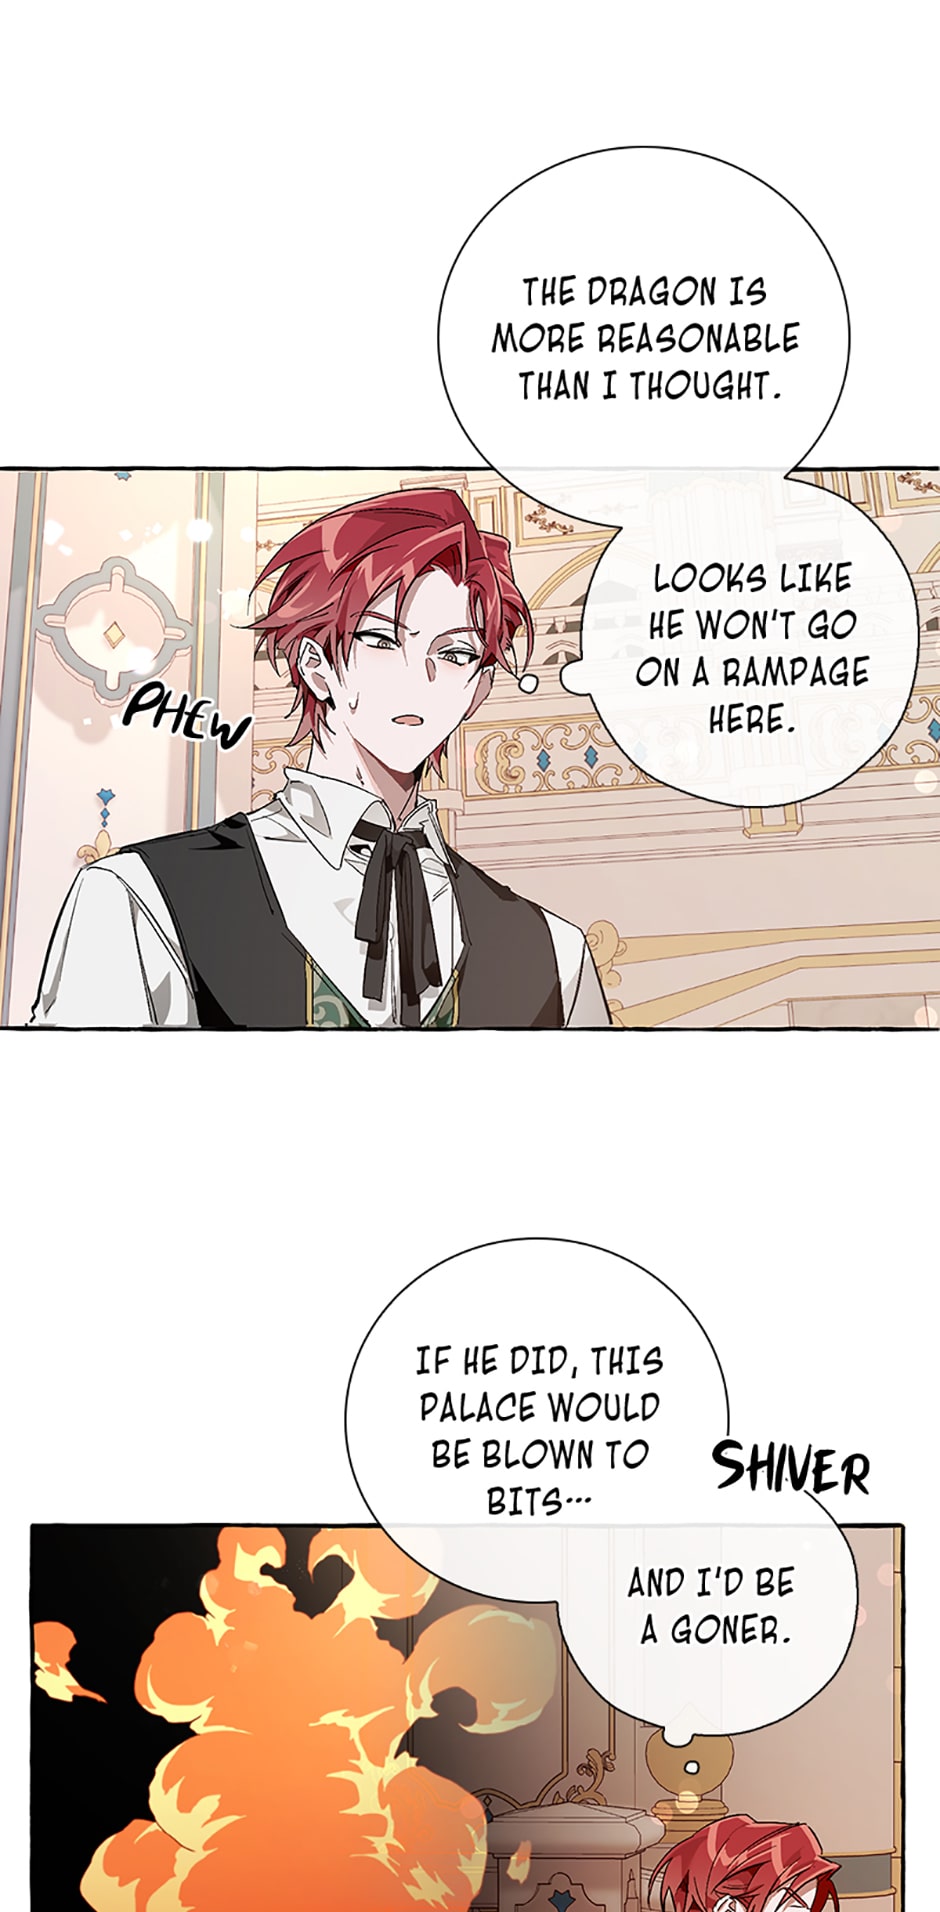 THE DRAGON IS
MORE REASONABLE
THAN I THOUGHT.
LOOKS LIKE
HE WON'T GO
ON A RAMPAGE
HERE.
PHEW
IF HE DID, THIS
PALACE WOULD
BE BLOWN TO
BITS...
SHIVER
AND I'D BE
A GONER.